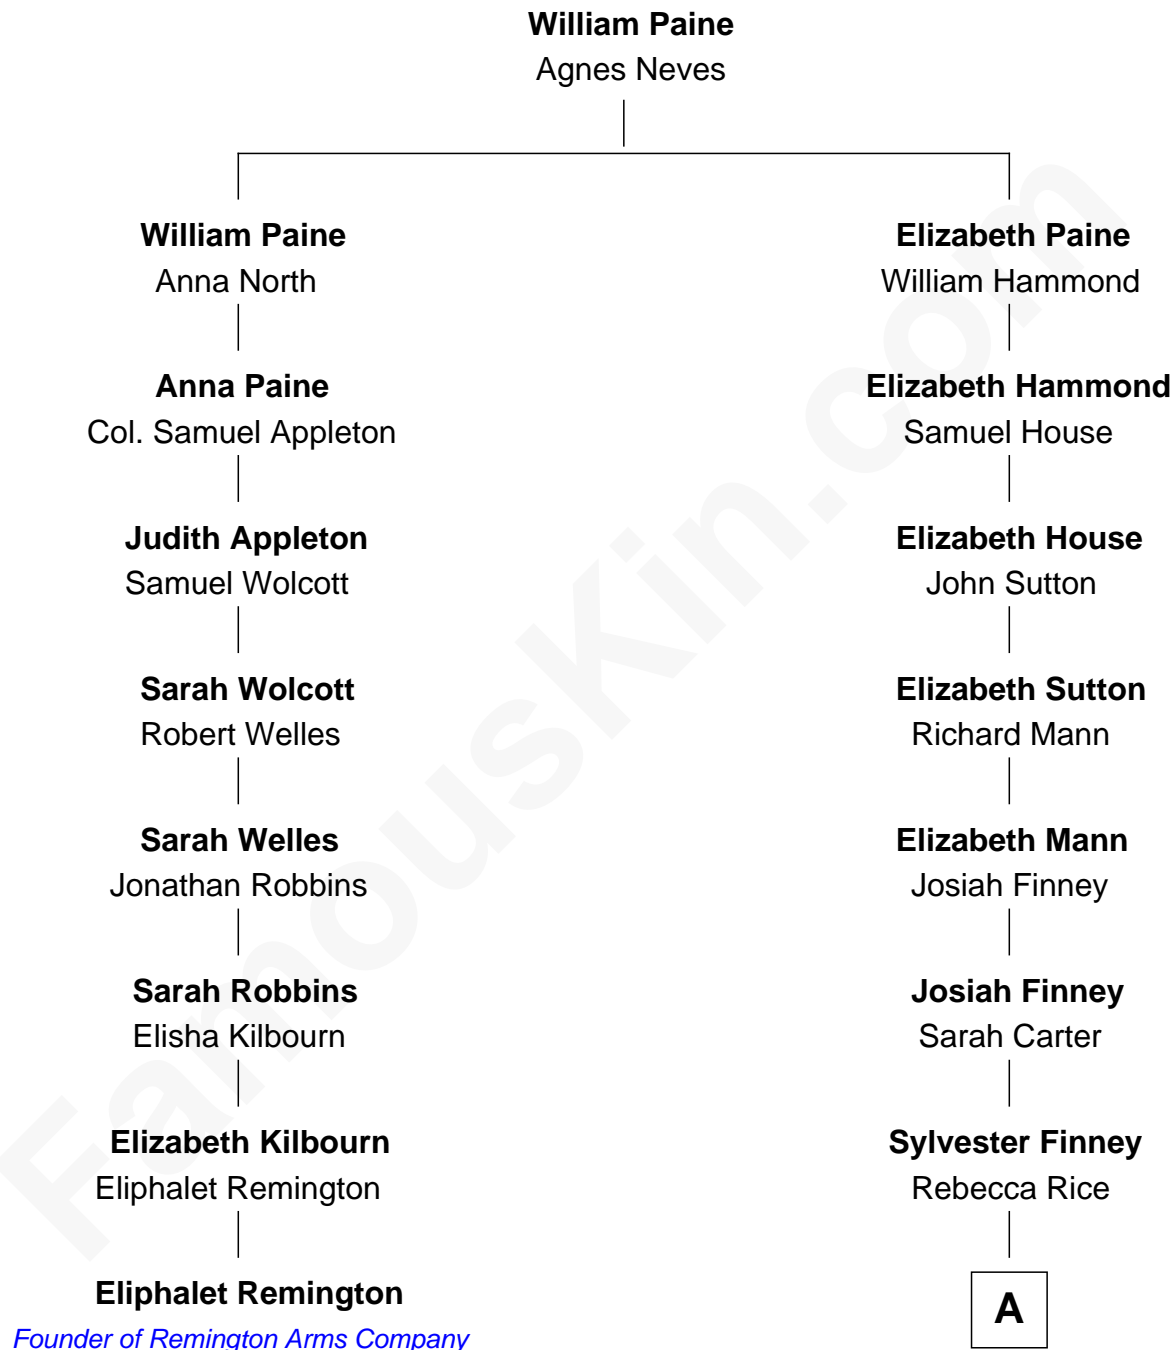 William Paine
Agnes Neves
William Paine
Anna North
Elizabeth Paine
William Hammond
Anna Paine
Col. Samuel Appleton
Elizabeth Hammond
Samuel House
Judith Appleton
Samuel Wolcott
Elizabeth House
John Sutton
Sarah Wolcott
Robert Welles
Elizabeth Sutton
Richard Mann
Sarah Welles
Jonathan Robbins
Elizabeth Mann
Josiah Finney
Sarah Robbins
Elisha Kilbourn
Josiah Finney
Sarah Carter
Elizabeth Kilbourn
Eliphalet Remington
Sylvester Finney
Rebecca Rice
Eliphalet Remington
Founder of Remington Arms Company
A
FamousKin.com